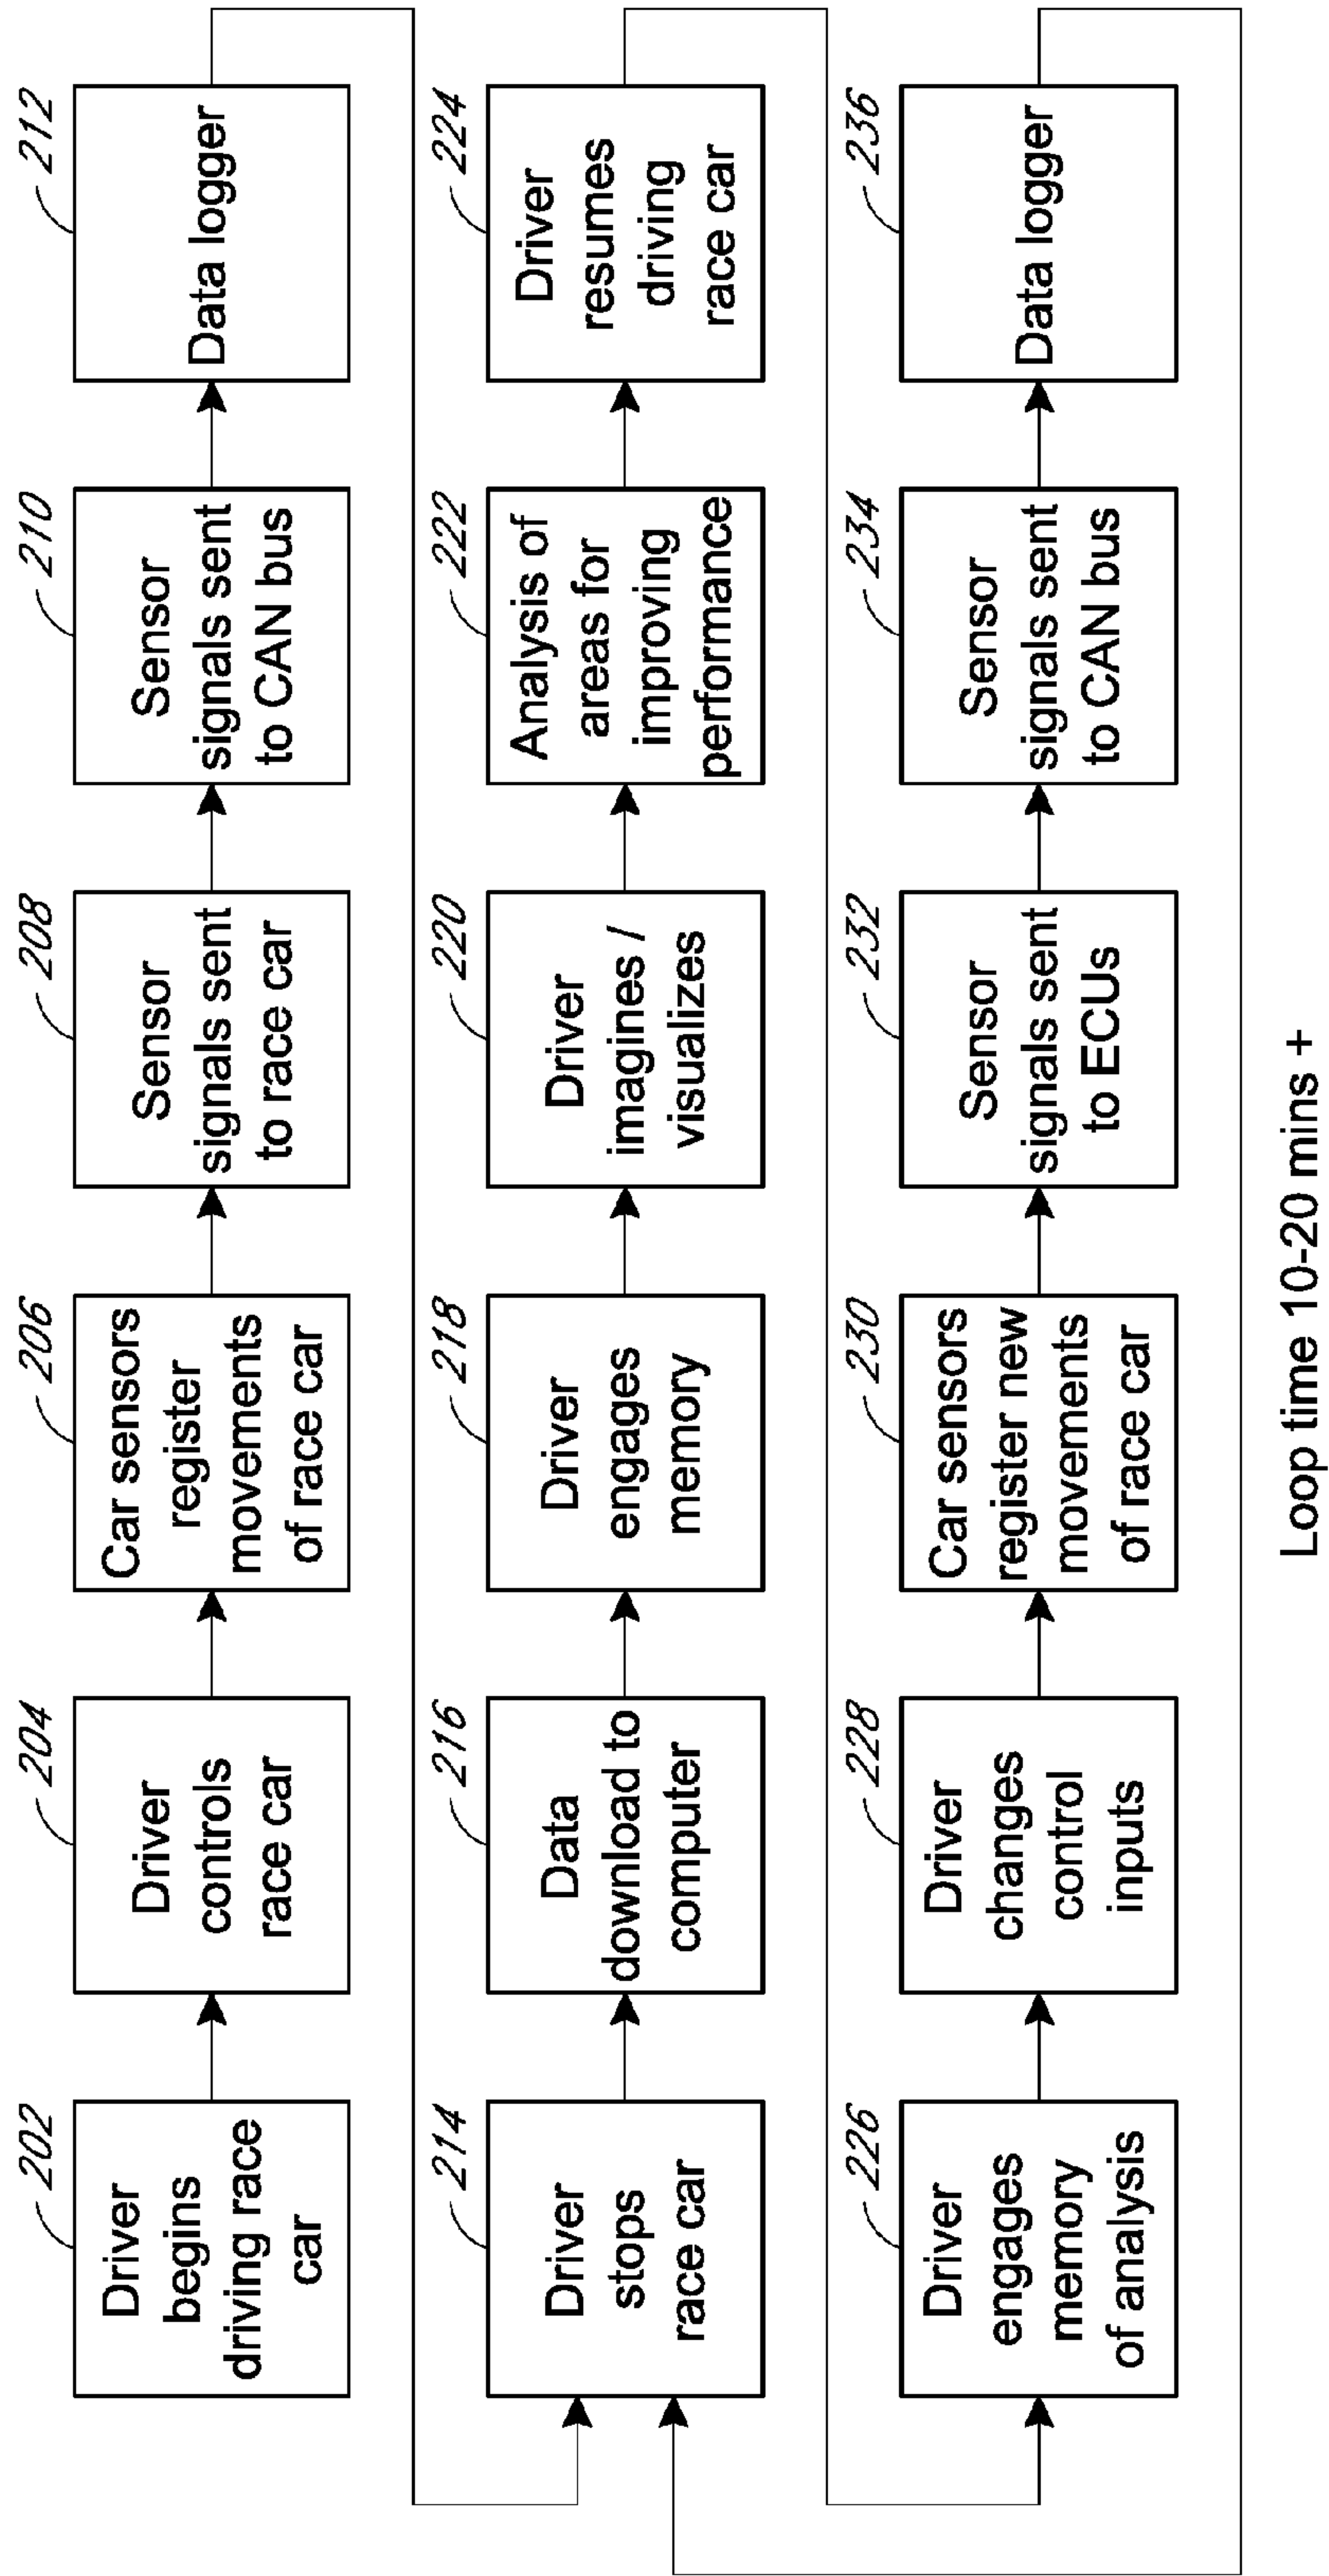 202
Driver
begins
driving race
car
204
Driver
controls
race car
206
Car sensors
register
movements
of race car
208
Sensor
signals sent
to race car
210
Sensor
signals sent
to CAN bus
212
Data logger
214
Driver
stops
race car
216
Data
download to
computer
218
Driver
engages
memory
220
Driver
imagines /
visualizes
222
Analysis of
areas for
improving
performance
224
Driver
resumes
driving
race car
226
Driver
engages
memory
of analysis
228
Driver
changes
control
inputs
230
Car sensors
register new
movements
of race car
232
Sensor
signals sent
to ECUs
234
Sensor
signals sent
to CAN bus
236
Data logger
Loop time 10-20 mins +